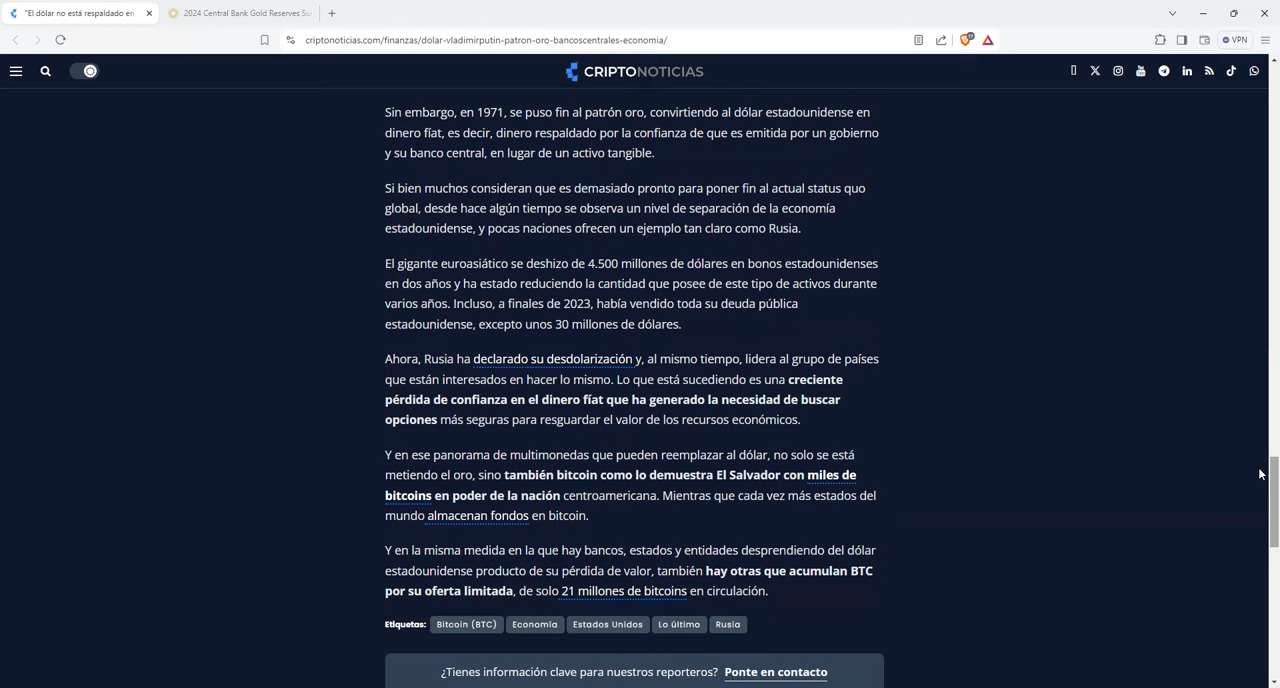 "El dólar no está respaldado en
2024 Central Bank Gold Reserves Su
criptonoticias.com/finanzas/dolar-vladimirputin-patron-oro-bancoscentrales-economia/
VPN
CRIPTONOTICIAS
Sin embargo, en 1971, se puso fin al patrón oro, convirtiendo al dólar estadounidense en
dinero fíat, es decir, dinero respaldado por la confianza de que es emitida por un gobierno
y su banco central, en lugar de un activo tangible.
Si bien muchos consideran que es demasiado pronto para poner fin al actual status quo
global, desde hace algún tiempo se observa un nivel de separación de la economía
estadounidense, y pocas naciones ofrecen un ejemplo tan claro como Rusia.
El gigante euroasiático se deshizo de 4.500 millones de dólares en bonos estadounidenses
en dos años y ha estado reduciendo la cantidad que posee de este tipo de activos durante
varios años. Incluso, a finales de 2023, había vendido toda su deuda pública
estadounidense, excepto unos 30 millones de dólares.
Ahora, Rusia ha declarado su desdolarización y, al mismo tiempo, lidera al grupo de países
que están interesados en hacer lo mismo. Lo que está sucediendo es una creciente
pérdida de confianza en el dinero fíat que ha generado la necesidad de buscar
opciones más seguras para resguardar el valor de los recursos económicos.
Y en ese panorama de multimonedas que pueden reemplazar al dólar, no solo se está
metiendo el oro, sino también bitcoin como lo demuestra El Salvador con miles de
bitcoins en poder de la nación centroamericana. Mientras que cada vez más estados del
mundo almacenan fondos en bitcoin.
Y en la misma medida en la que hay bancos, estados y entidades desprendiendo del dólar
estadounidense producto de su pérdida de valor, también hay otras que acumulan BTC
por su oferta limitada, de solo 21 millones de bitcoins en circulación.
Etiquetas: Bitcoin (BTC) Economía Estados Unidos Lo último Rusia
¿Tienes información clave para nuestros reporteros? Ponte en contacto